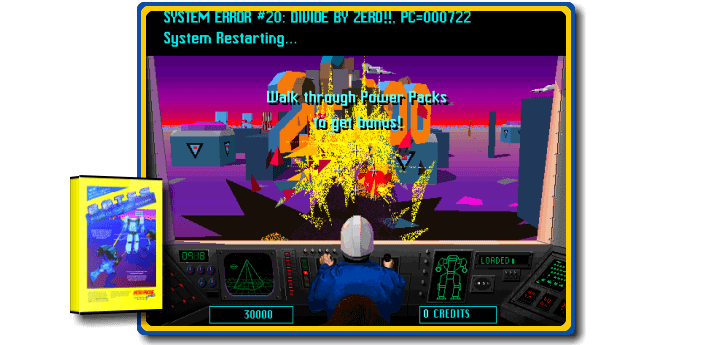 SYSTEM ERROR #20: DIVIDE BY ZERO!!, PC=000722
System Restarting...
Walk through Power Packs
to get bonus!
09:18
LOADED
30000
0 CREDITS